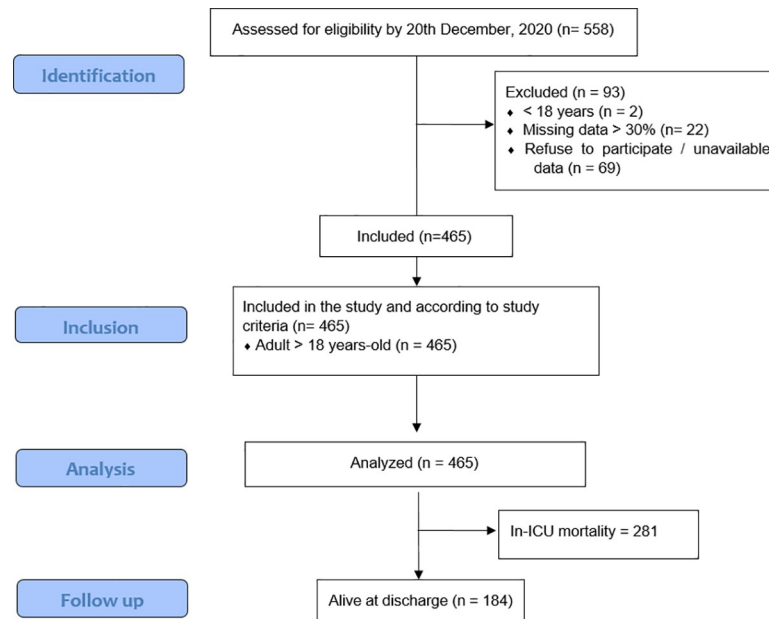 Assessed for eligibility by 20th December, 2020 (n= 558)
Identification
Excluded (n = 93)
♦ < 18 years (n = 2)
♦ Missing data > 30% (n= 22)
♦ Refuse to participate / unavailable
data (n = 69)
Included (n=465)
Inclusion
Included in the study and according to study
criteria (n= 465)
♦ Adult > 18 years-old (n = 465)
Analysis
Analyzed (n = 465)
In-ICU mortality = 281
Follow up
Alive at discharge (n = 184)